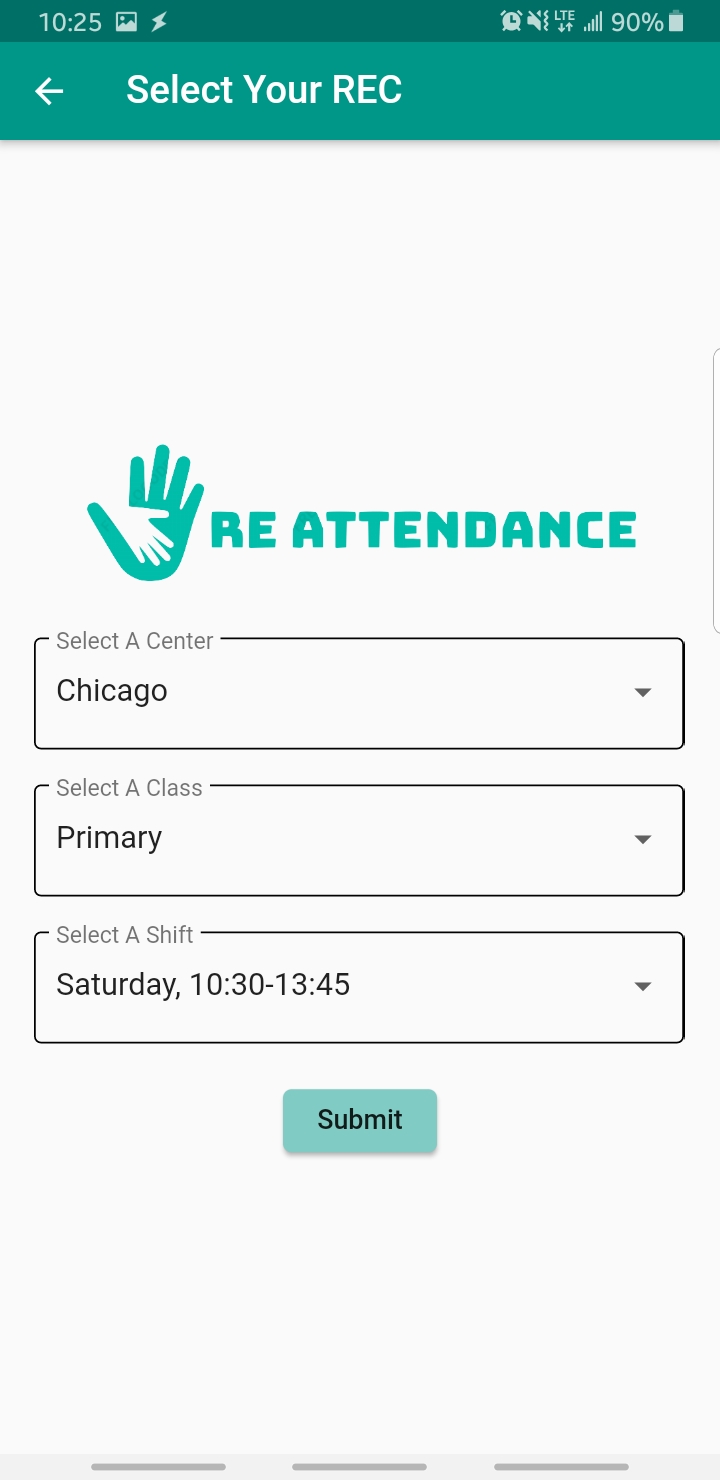 10:25 LTE 90%
Select Your REC
RE ATTENDANCE
Select A Center
Chicago
Select A Class
Primary
Select A Shift
Saturday, 10:30-13:45
Submit